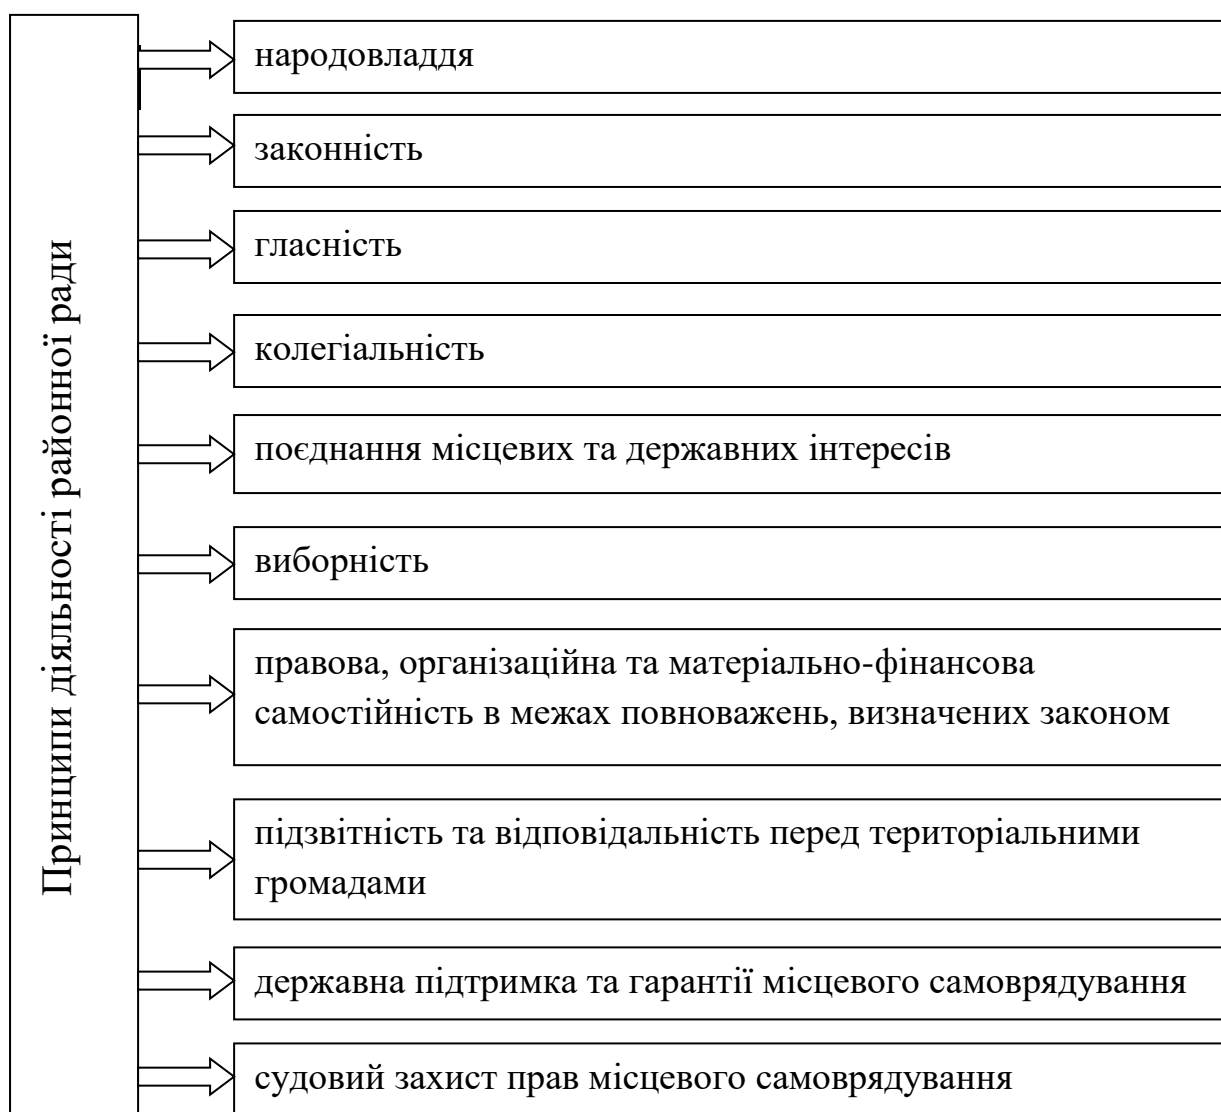 Принципи діяльності районної ради
народовладдя
законність
гласність
колегіальність
поєднання місцевих та державних інтересів
виборність
правова, організаційна та матеріально-фінансова
самостійність в межах повноважень, визначених законом
підзвітність та відповідальність перед територіальними
громадами
державна підтримка та гарантії місцевого самоврядування
судовий захист прав місцевого самоврядування